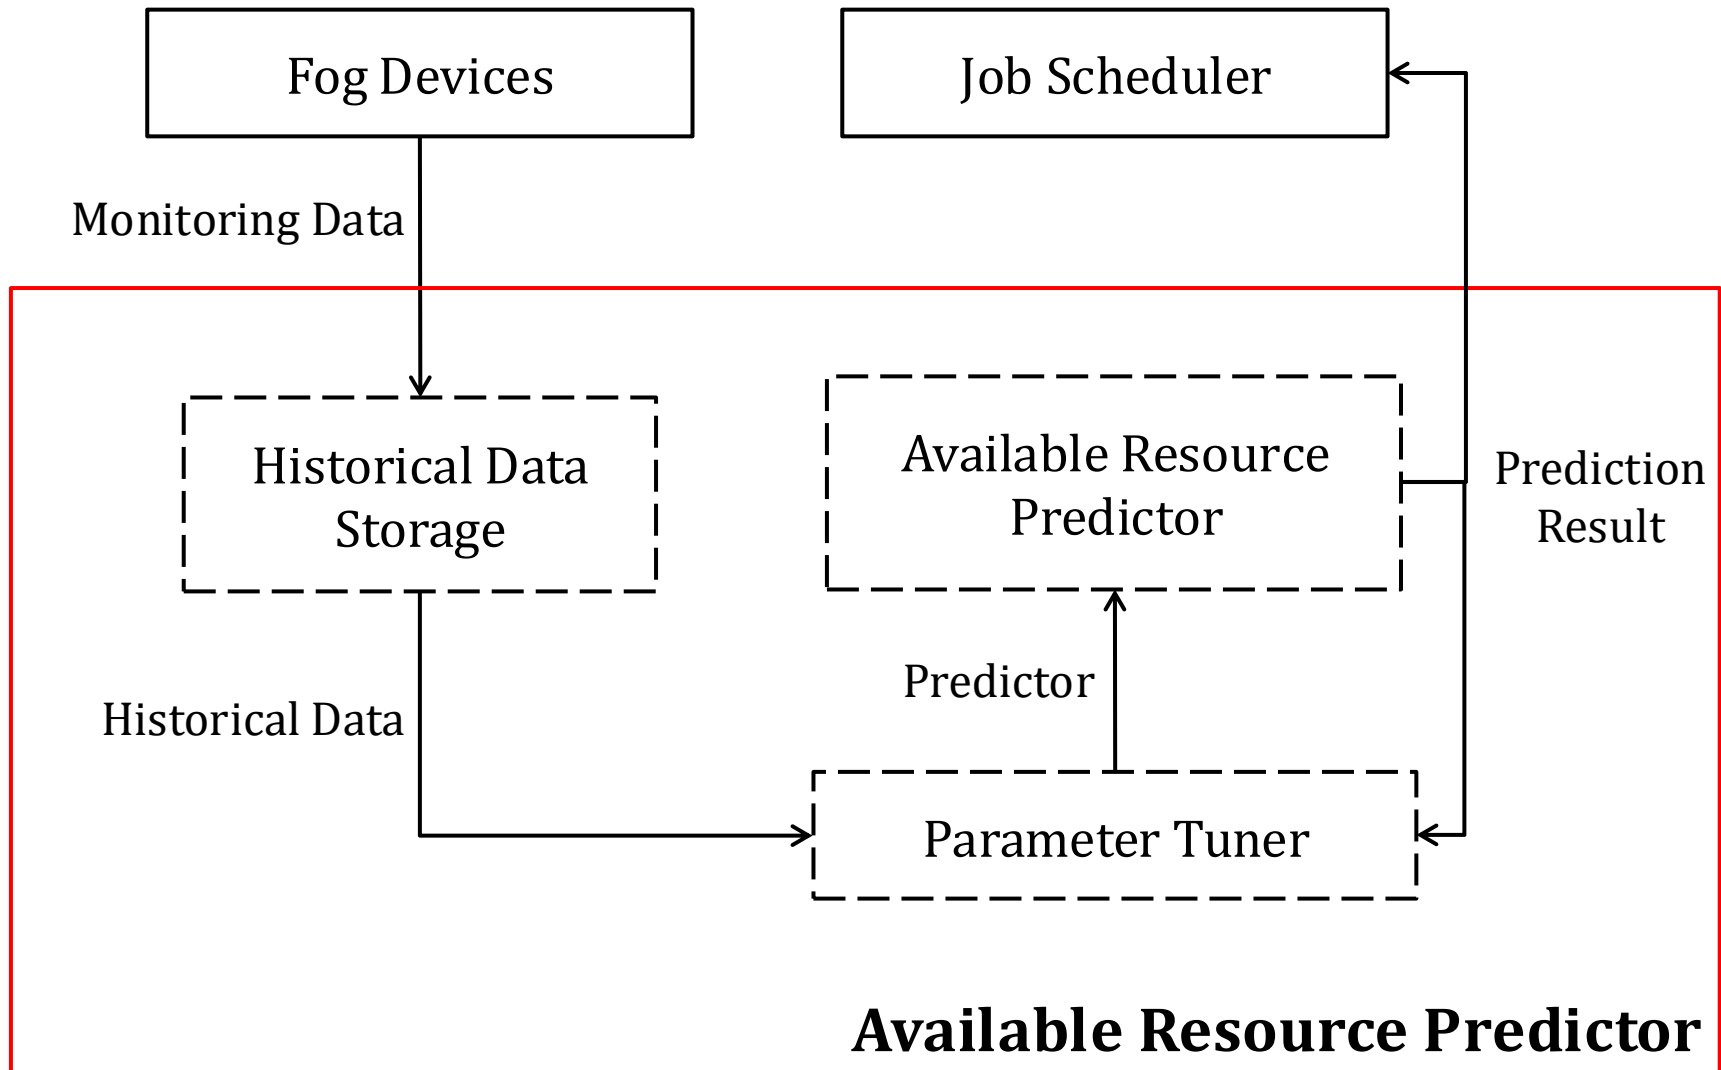 Fog Devices
Job Scheduler
Monitoring Data
Historical Data
Storage
Available Resource
Predictor
Prediction
Result
Historical Data
Predictor
Parameter Tuner
Available Resource Predictor